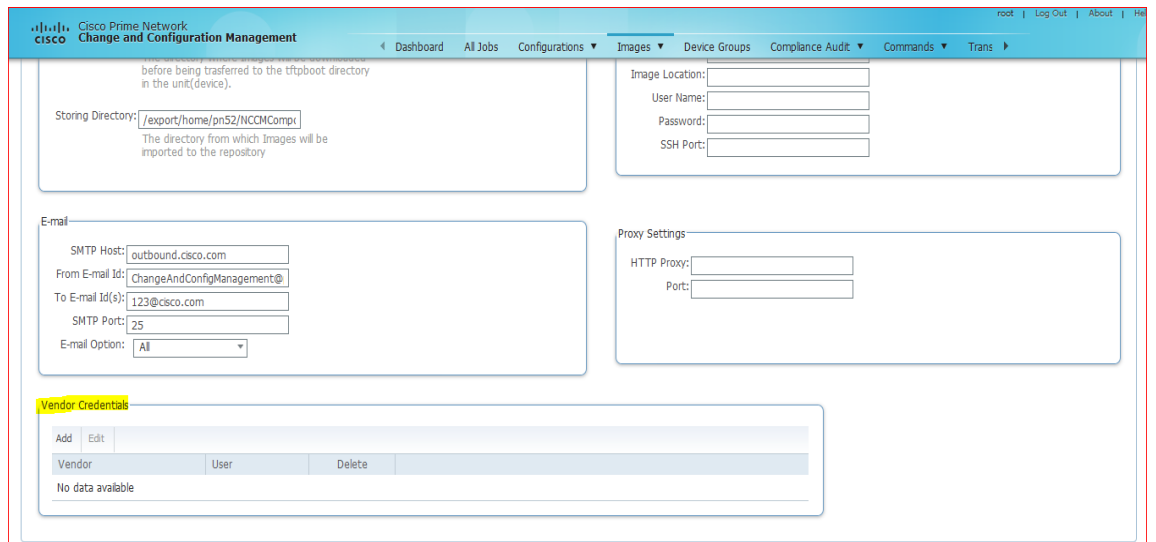 root | Log Out | About | Hel
Cisco Prime Network
CISCO Change and Configuration Management
Dashboard All Jobs Configurations ▼ Images ▼ Device Groups Compliance Audit ▼ Commands ▼ Trans
before being trasferred to the tftpboot directory
in the unit(device).
Storing Directory: /export/home/pn52/NCCMCompo
The directory from which Images will be
imported to the repository
Image Location:
User Name:
Password:
SSH Port:
E-mail
SMTP Host: outbound.cisco.com
From E-mail Id: ChangeAndConfigManagement@
To E-mail Id(s): 123@cisco.com
SMTP Port: 25
E-mail Option: All
Proxy Settings
HTTP Proxy:
Port:
Vendor Credentials
Add Edit
Vendor User Delete
No data available